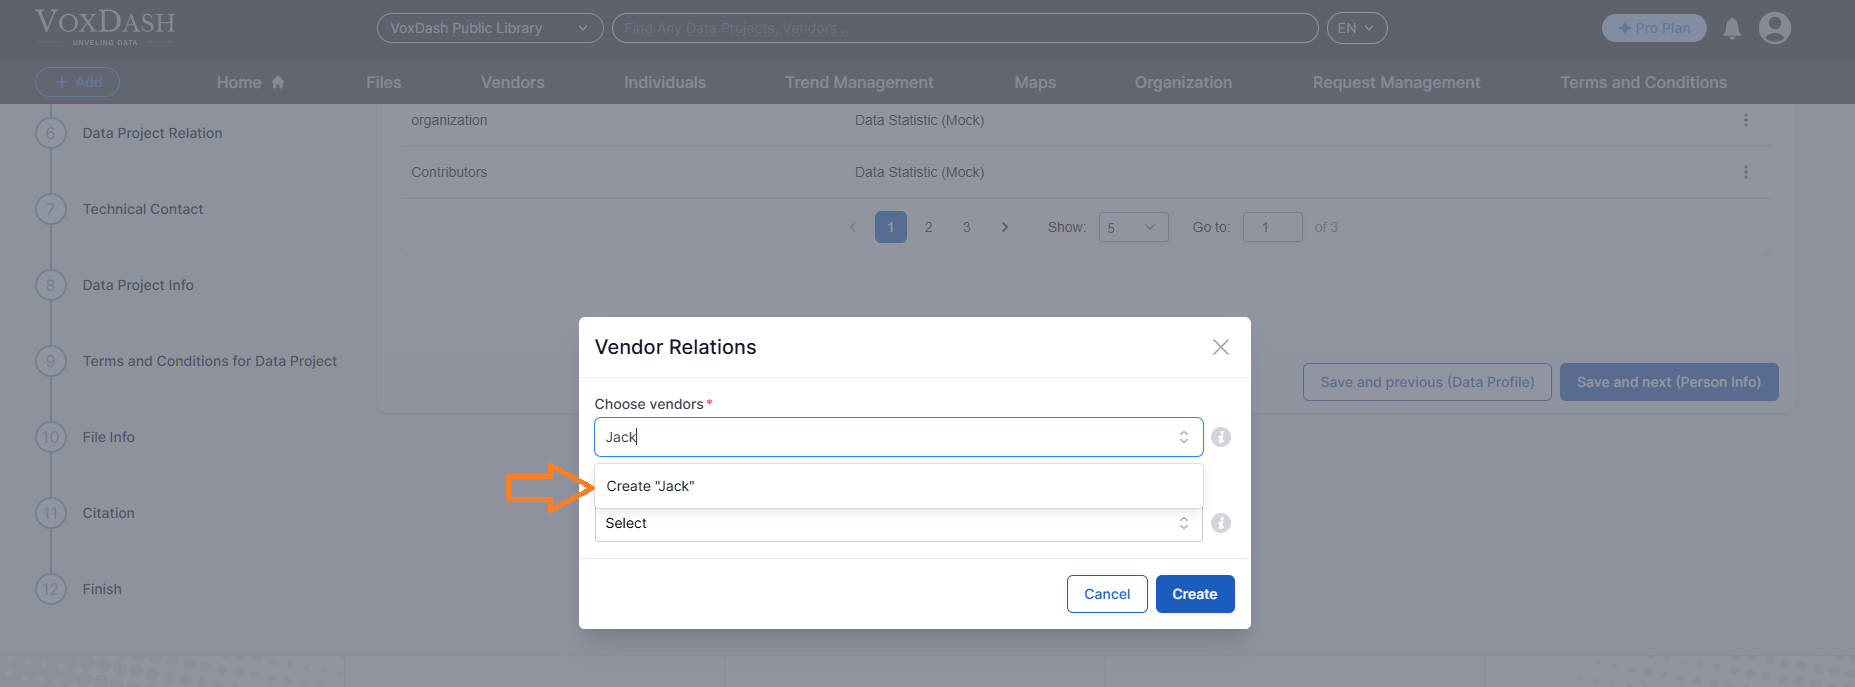 VOXDASH
UNVELING DATA
VoxDash Public Library
Find Any Data Projects, Vendors ...
EN
Pro Plan
+ Add
Home
Files
Vendors
Individuals
Trend Management
Maps
Organization
Request Management
Terms and Conditions
6 Data Project Relation
7 Technical Contact
8 Data Project Info
9 Terms and Conditions for Data Project
10 File Info
11 Citation
12 Finish
organization Data Statistic (Mock)
Contributors Data Statistic (Mock)
< 1 2 3 > Show: 5 Go to: 1 of 3
Save and previous (Data Profile)
Save and next (Person Info)
Vendor Relations
Choose vendors*
Jack
Create "Jack"
Select
Cancel
Create